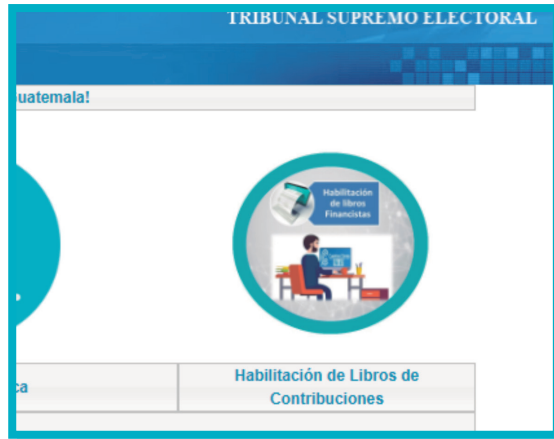 TRIBUNAL SUPREMO ELECTORAL
uatemala!
Habilitación
de libros
Financistas
ca
Habilitación de Libros de
Contribuciones